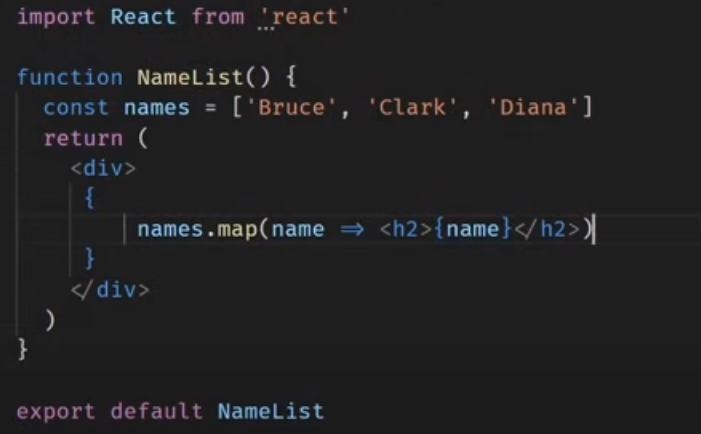 import React from 'react'
function NameList() {
const names = ['Bruce', 'Clark', 'Diana']
return (
<div>
{
names.map(name => <h2>{name}</h2>)
}
</div>
)
}
export default NameList